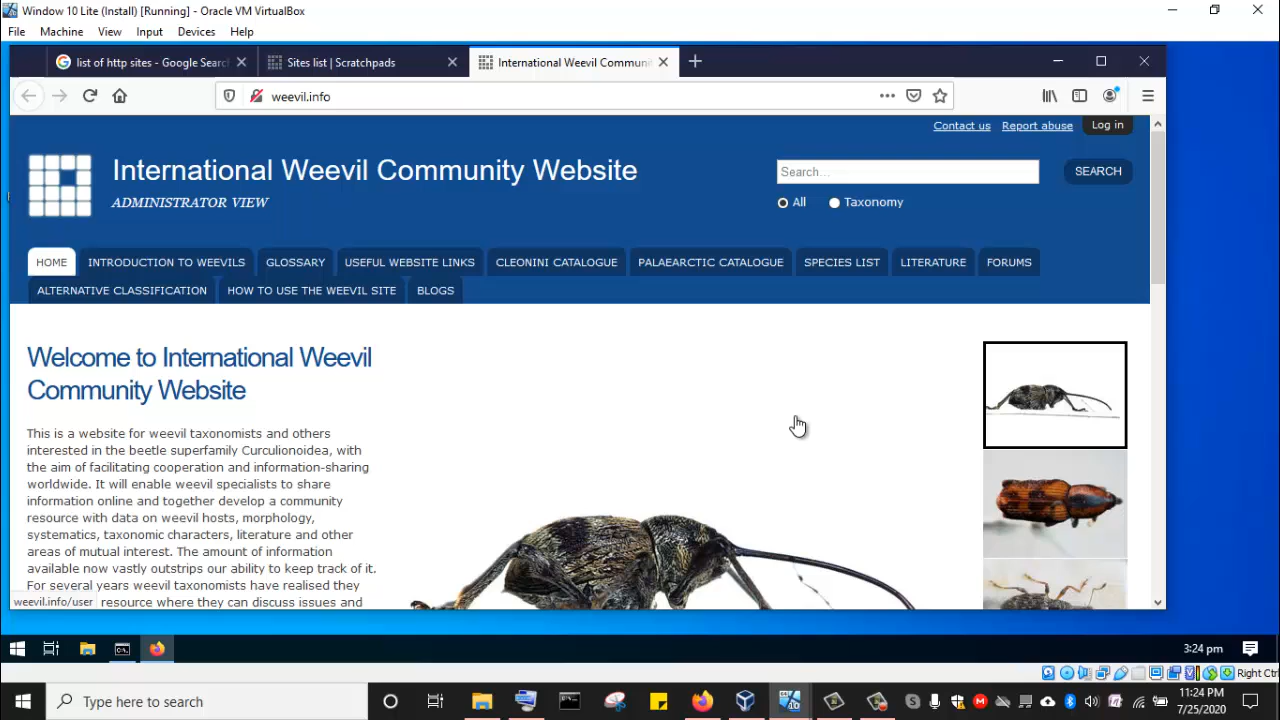 Window 10 Lite (Install) [Running] - Oracle VM VirtualBox
File Machine View Input Devices Help
list of http sites - Google Search
Sites list | Scratchpads
International Weevil Commun
weevil.info
Contact us Report abuse Log in
International Weevil Community Website
ADMINISTRATOR VIEW
Search...
SEARCH
All Taxonomy
HOME INTRODUCTION TO WEEVILS GLOSSARY USEFUL WEBSITE LINKS CLEONINI CATALOGUE PALAEARCTIC CATALOGUE SPECIES LIST LITERATURE FORUMS
ALTERNATIVE CLASSIFICATION HOW TO USE THE WEEVIL SITE BLOGS
Welcome to International Weevil
Community Website
This is a website for weevil taxonomists and others
interested in the beetle superfamily Curculionoidea, with
the aim of facilitating cooperation and information-sharing
worldwide. It will enable weevil specialists to share
information online and together develop a community
resource with data on weevil hosts, morphology,
systematics, taxonomic characters, literature and other
areas of mutual interest. The amount of information
available now vastly outstrips our ability to keep track of it.
For several years weevil taxonomists have realised they
resource where they can discuss issues and
weevil.info/user
3:24 pm
Right Ctrl
Type here to search
11:24 PM
7/25/2020